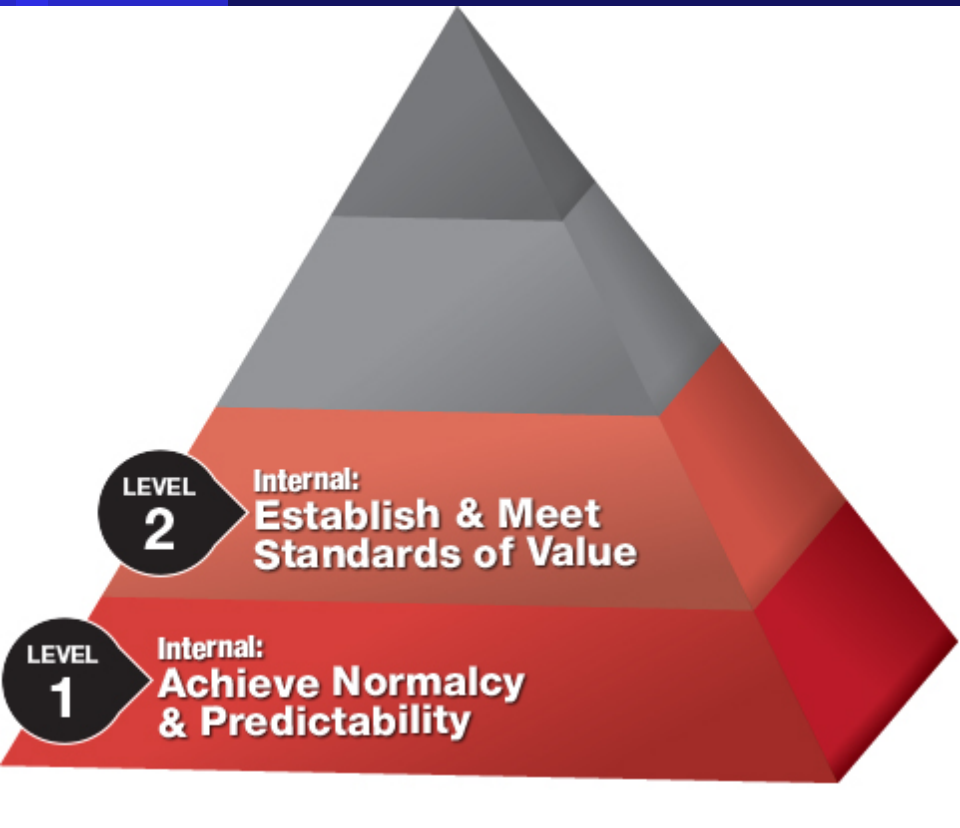 LEVEL
2
Internal:
Establish & Meet
Standards of Value
LEVEL
1
Internal:
Achieve Normalcy
& Predictability